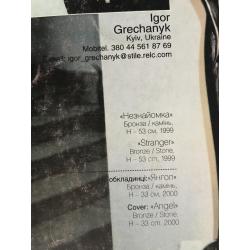 Igor
Grechanyk
Kyiv, Ukraine
Mobitel. 380 44 561 87 69
igor_grechanyk@stile.relc.com
«Незнайомка»
Бронза / камінь,
Н – 53 см, 1999
«Stranger»
Bronze / Stone,
H – 53 cm, 1999
обкладинці: «Янгол»
Бронза / камінь,
Н – 33 см, 2000
Cover: «Angel»
Bronze / Stone,
H – 33 cm, 2000